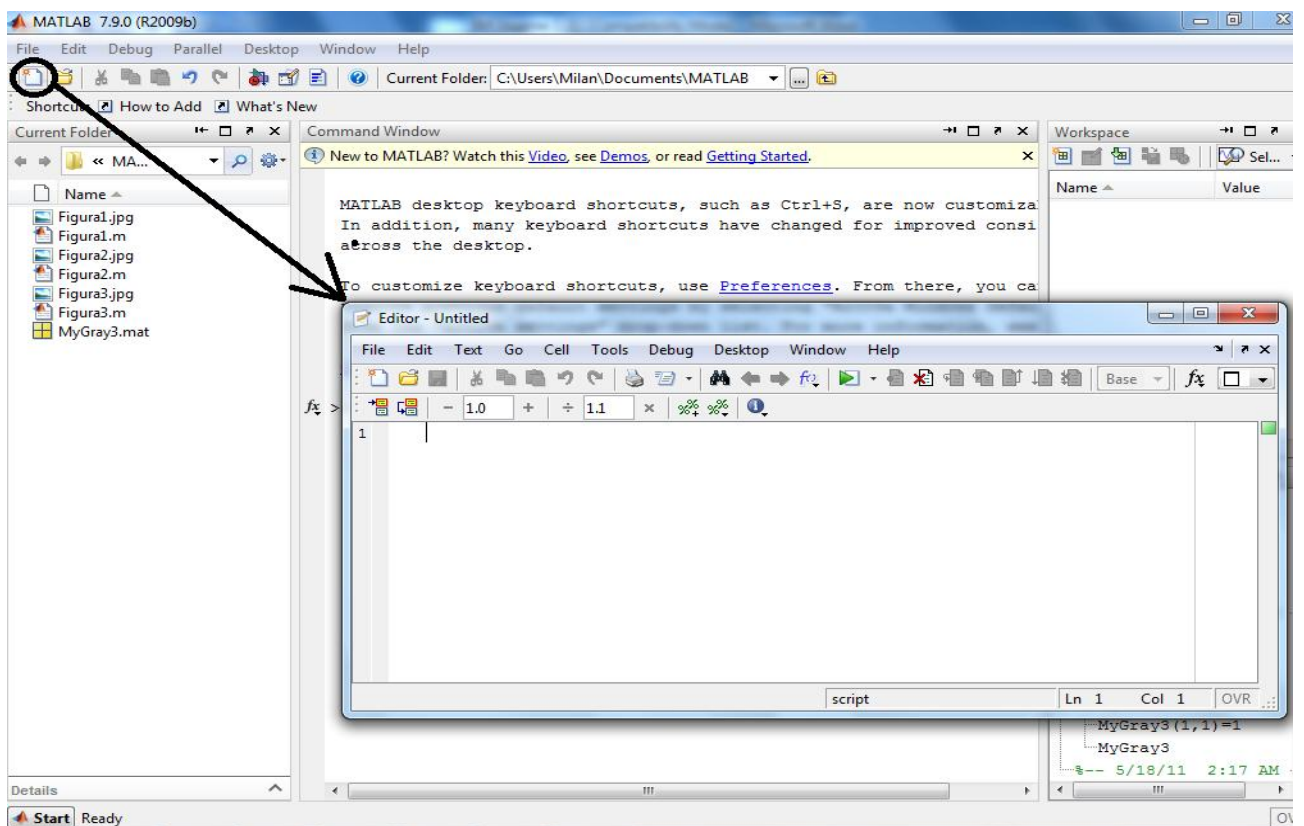 MATLAB 7.9.0 (R2009b)
File Edit Debug Parallel Desktop Window Help
Current Folder: C:\Users\Milan\Documents\MATLAB
Shortcuts How to Add What's New
Current Folder
« MA...
Name
Figura1.jpg
Figura1.m
Figura2.jpg
Figura2.m
Figura3.jpg
Figura3.m
MyGray3.mat
Details
Command Window
New to MATLAB? Watch this Video, see Demos, or read Getting Started.
MATLAB desktop keyboard shortcuts, such as Ctrl+S, are now customiza
In addition, many keyboard shortcuts have changed for improved consi
across the desktop.
To customize keyboard shortcuts, use Preferences. From there, you ca
fx >
Workspace
Sel...
Name Value
Editor - Untitled
File Edit Text Go Cell Tools Debug Desktop Window Help
Base fx
- 1.0 + ÷ 1.1 ×
1
script Ln 1 Col 1 OVR
MyGray3(1,1)=1
MyGray3
%-- 5/18/11 2:17 AM
Start Ready
OV